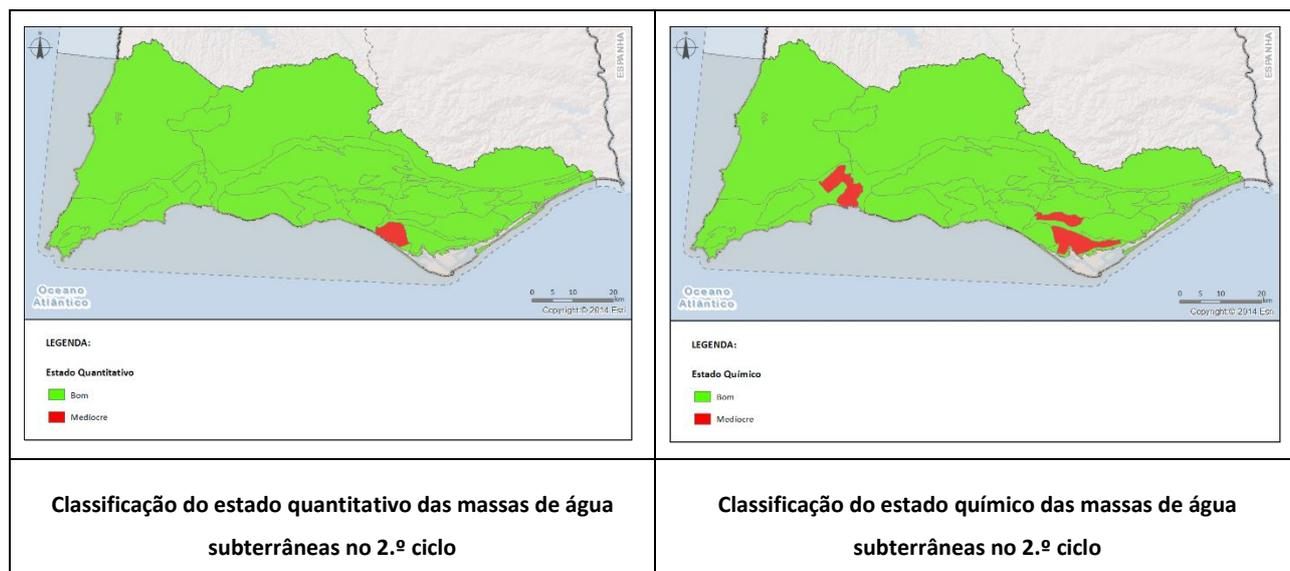 ESPANHA
Oceano
Atlântico
0 5 10 20
km
Copyright:© 2014 Esri
LEGENDA:
Estado Quantitativo
Bom
Medíocre
Classificação do estado quantitativo das massas de água
subterrâneas no 2.º ciclo
ESPANHA
Oceano
Atlântico
0 5 10 20
km
Copyright:© 2014 Esri
LEGENDA:
Estado Químico
Bom
Medíocre
Classificação do estado químico das massas de água
subterrâneas no 2.º ciclo